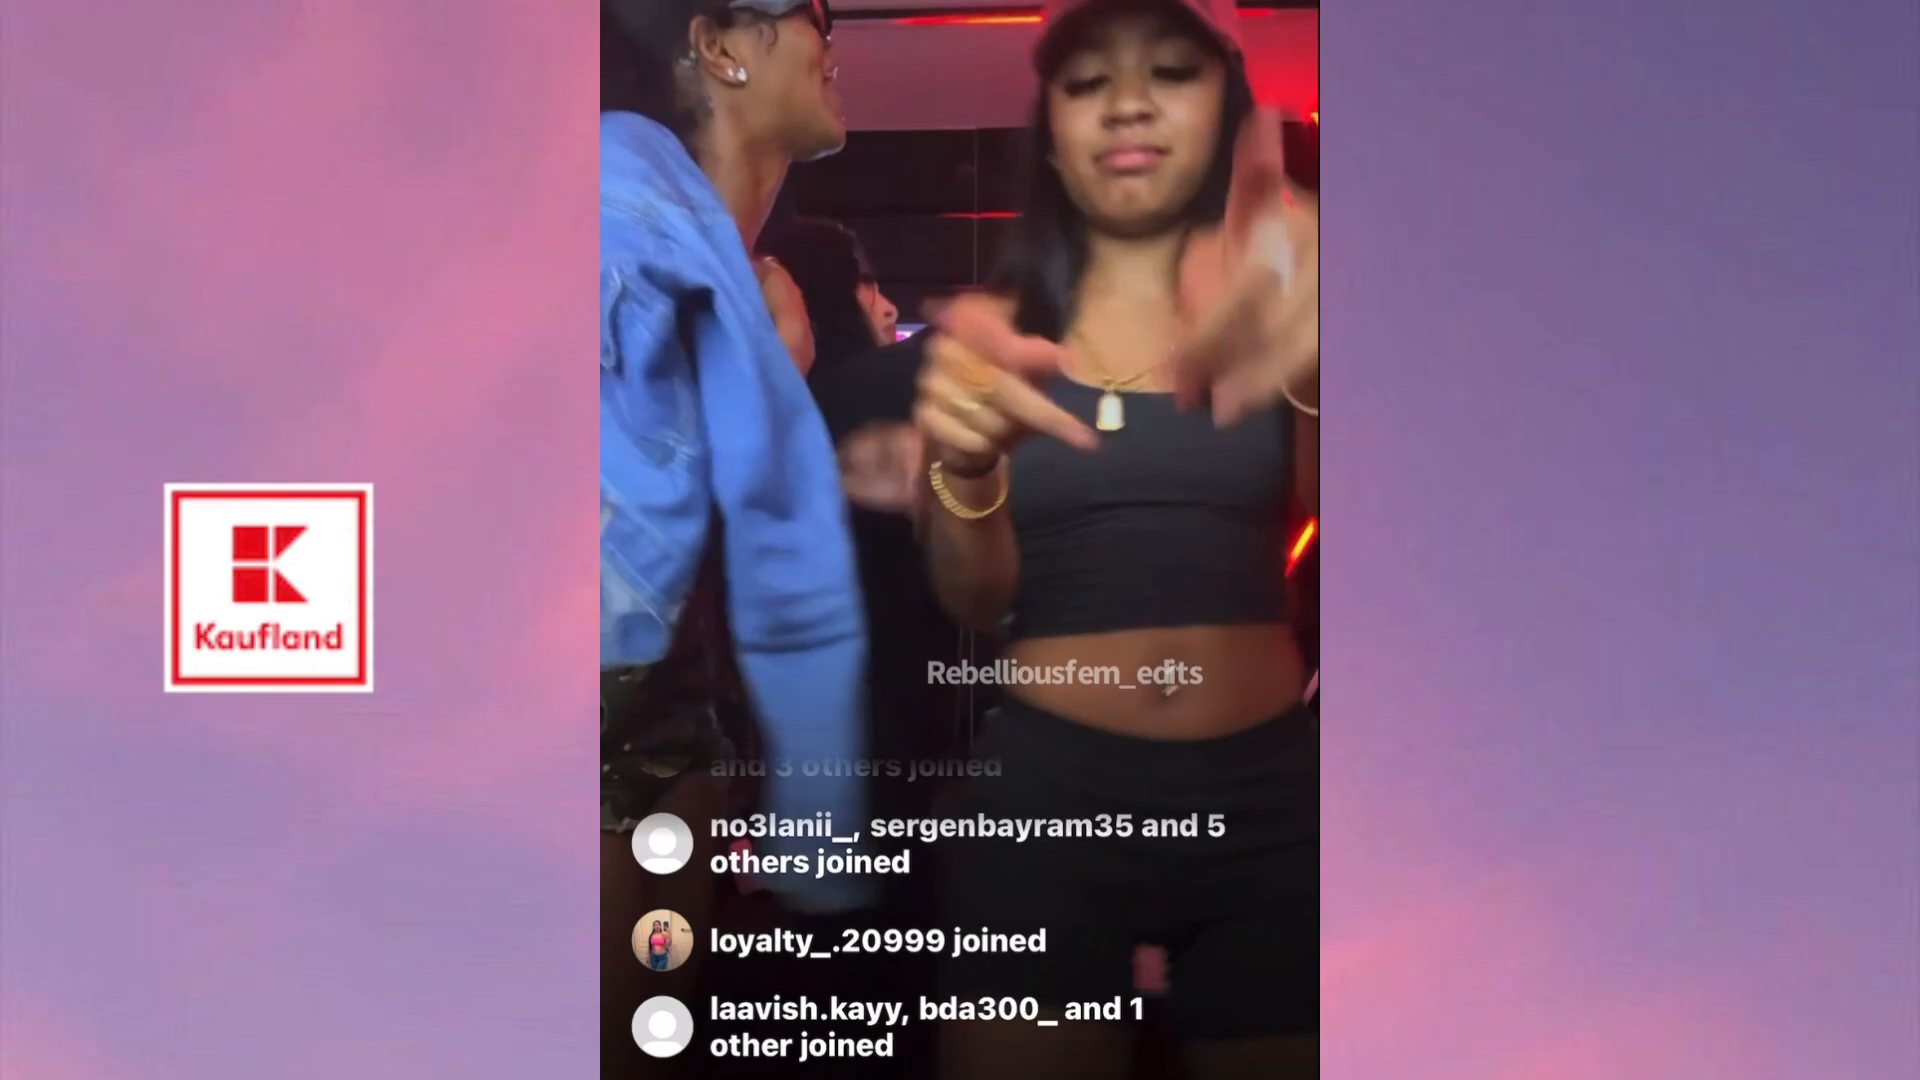 Kaufland
Rebelliousfem_edits
and 3 others joined
no3lanii_, sergenbayram35 and 5
others joined
loyalty_.20999 joined
laavish.kayy, bda300_ and 1
other joined